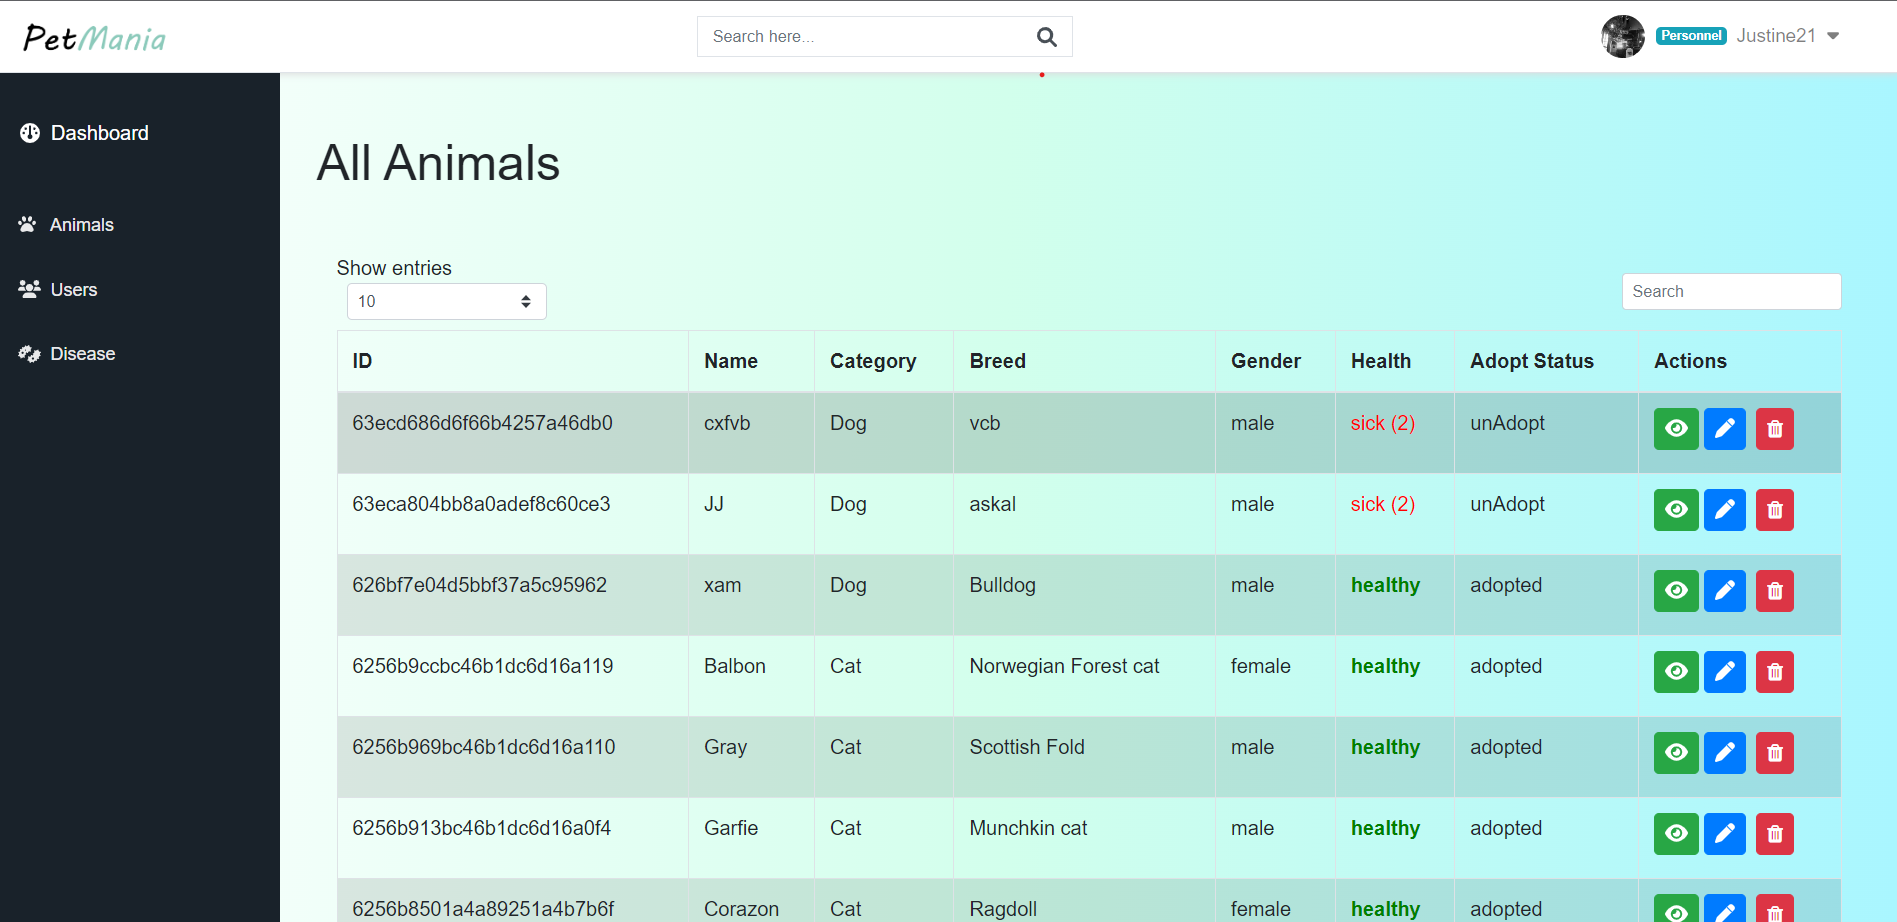 PetMania
Search here...
Personnel Justine21
Dashboard
Animals
Users
Disease
All Animals
Show entries
10
Search
ID Name Category Breed Gender Health Adopt Status Actions
63ecd686d6f66b4257a46db0 cxfvb Dog vcb male sick (2) unAdopt
63eca804bb8a0adef8c60ce3 JJ Dog askal male sick (2) unAdopt
626bf7e04d5bbf37a5c95962 xam Dog Bulldog male healthy adopted
6256b9ccbc46b1dc6d16a119 Balbon Cat Norwegian Forest cat female healthy adopted
6256b969bc46b1dc6d16a110 Gray Cat Scottish Fold male healthy adopted
6256b913bc46b1dc6d16a0f4 Garfie Cat Munchkin cat male healthy adopted
6256b8501a4a89251a4b7b6f Corazon Cat Ragdoll female healthy adopted